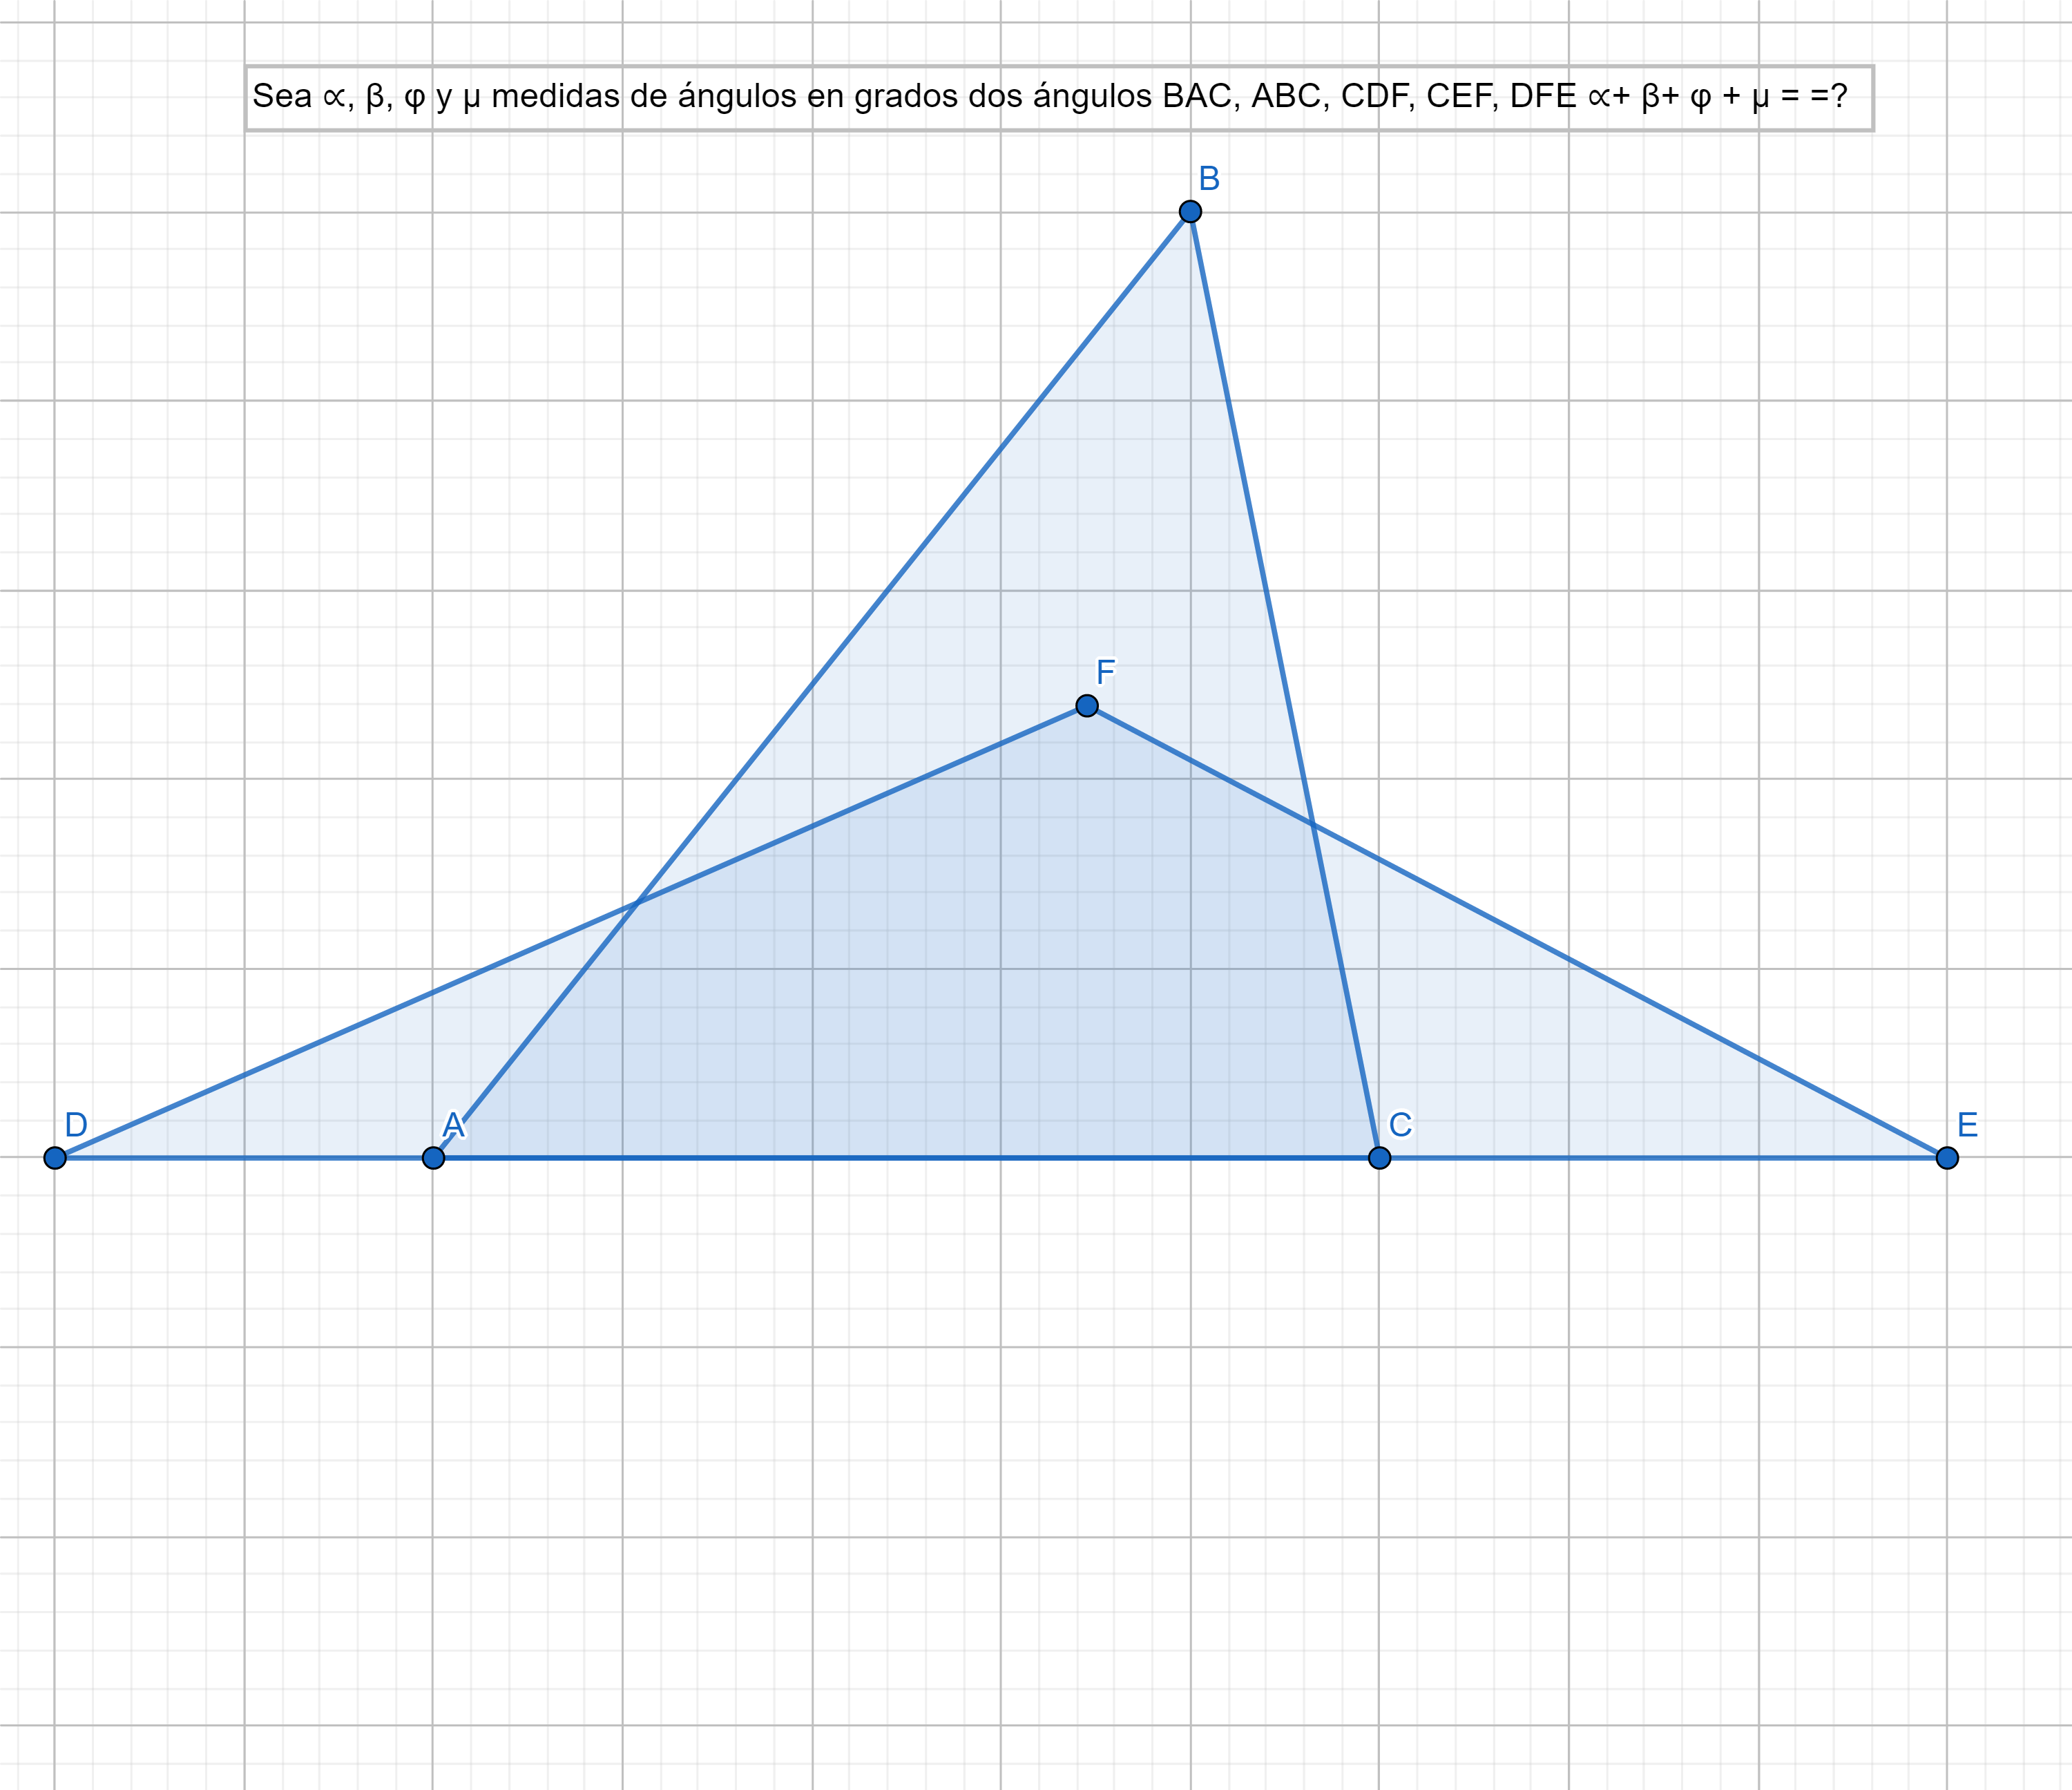 Sea ∝, β, φ y μ medidas de ángulos en grados dos ángulos BAC, ABC, CDF, CEF, DFE ∝+ β+ φ + μ = =?
B
F
D
A
C
E